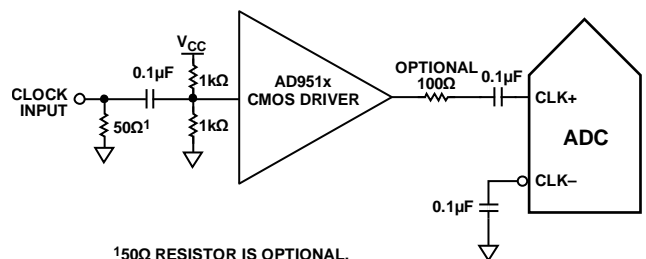 V_CC
0.1µF
1kΩ
CLOCK
INPUT
50Ω¹
1kΩ
AD951x
CMOS DRIVER
OPTIONAL
100Ω
0.1µF
CLK+
ADC
CLK–
0.1µF
¹50Ω RESISTOR IS OPTIONAL.